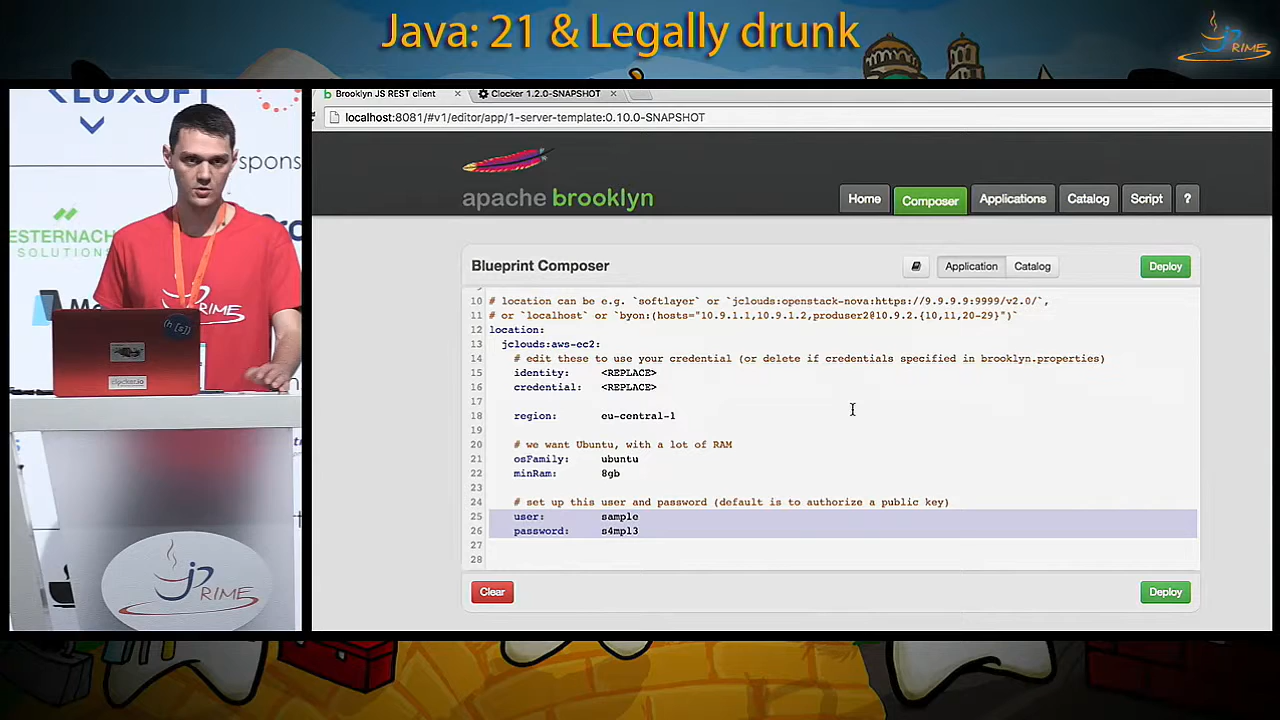 Java: 21 & Legally drunk
jPRIME
LUXOFT
spons
ESTERNACH
SOLUTIONS
clocker.io
jPRIME
Brooklyn JS REST client
Clocker 1.2.0-SNAPSHOT
localhost:8081/#v1/editor/app/1-server-template:0.10.0-SNAPSHOT
apache brooklyn
Home
Composer
Applications
Catalog
Script
?
Blueprint Composer
Application
Catalog
Deploy
10 # location can be e.g. `softlayer` or `jclouds:openstack-nova:https://9.9.9.9:9999/v2.0/`,
11 # or `localhost` or `byon:(hosts="10.9.1.1,10.9.1.2,produser2@10.9.2.{10,11,20-29}")`
12 location:
13 jclouds:aws-ec2:
14 # edit these to use your credential (or delete if credentials specified in brooklyn.properties)
15 identity: <REPLACE>
16 credential: <REPLACE>
17
18 region: eu-central-1
19
20 # we want Ubuntu, with a lot of RAM
21 osFamily: ubuntu
22 minRam: 8gb
23
24 # set up this user and password (default is to authorize a public key)
25 user: sample
26 password: s4mpl3
27
28
Clear
Deploy